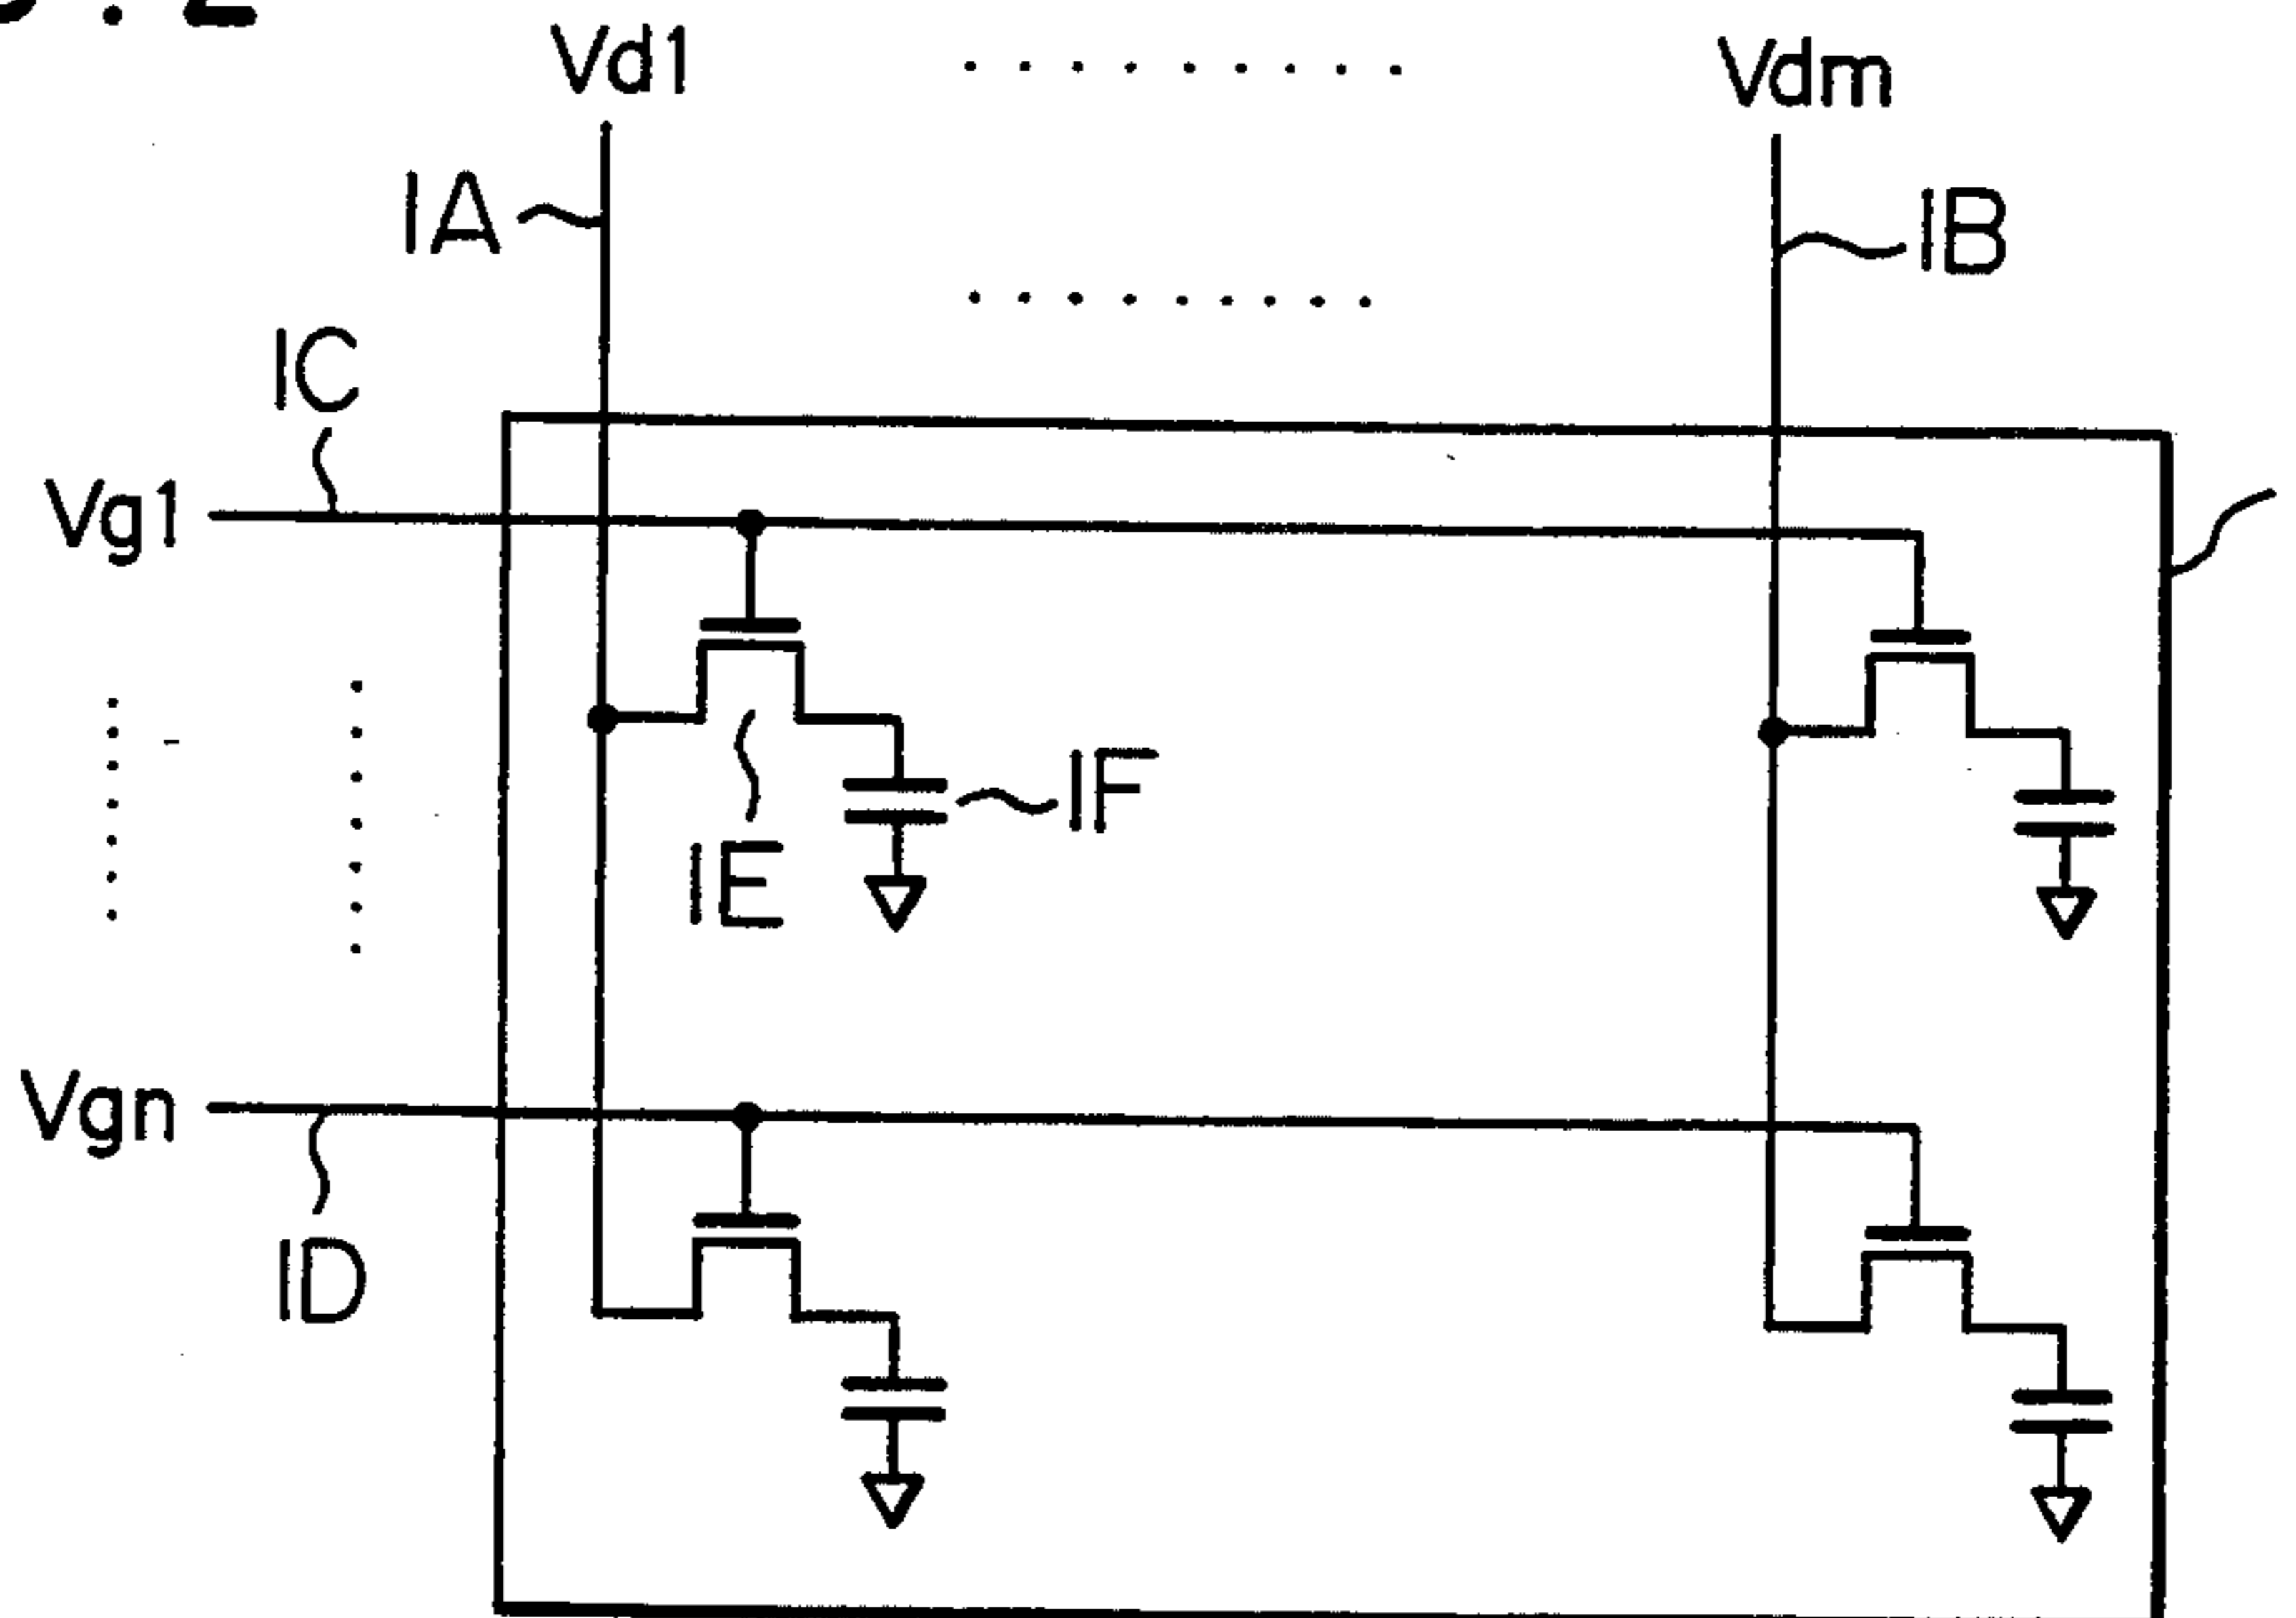 Vd1 ......... Vdm
IA
IB
.........
IC
Vg1
IF
IE
Vgn
ID